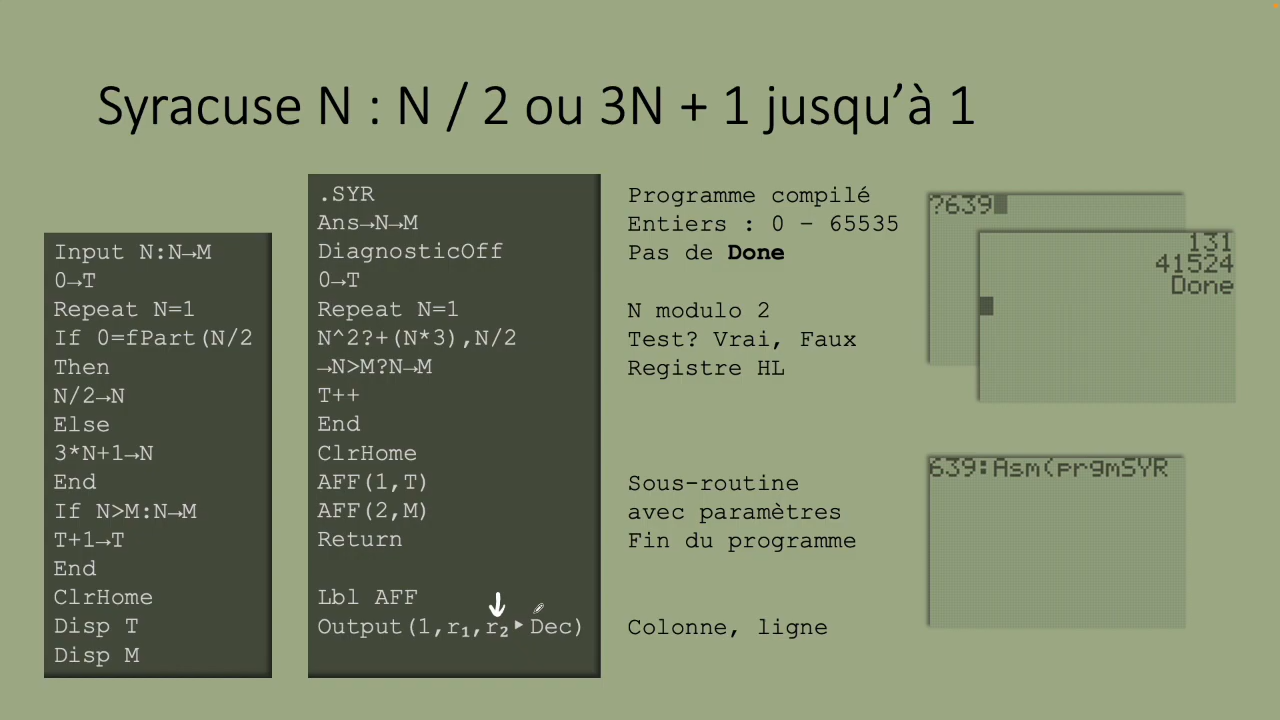 Syracuse N : N / 2 ou 3N + 1 jusqu’à 1
Input N:N→M
0→T
Repeat N=1
If 0=fPart(N/2
Then
N/2→N
Else
3*N+1→N
End
If N>M:N→M
T+1→T
End
ClrHome
Disp T
Disp M
.SYR
Ans→N→M
DiagnosticOff
0→T
Repeat N=1
N^2?+(N*3),N/2
→N>M?N→M
T++
End
ClrHome
AFF(1,T)
AFF(2,M)
Return
Lbl AFF
Output(1,r₁,r₂▸Dec)
Programme compilé
Entiers : 0 – 65535
Pas de Done
N modulo 2
Test? Vrai, Faux
Registre HL
Sous-routine
avec paramètres
Fin du programme
Colonne, ligne
?639
131
41524
Done
639:Asm(prgmSYR